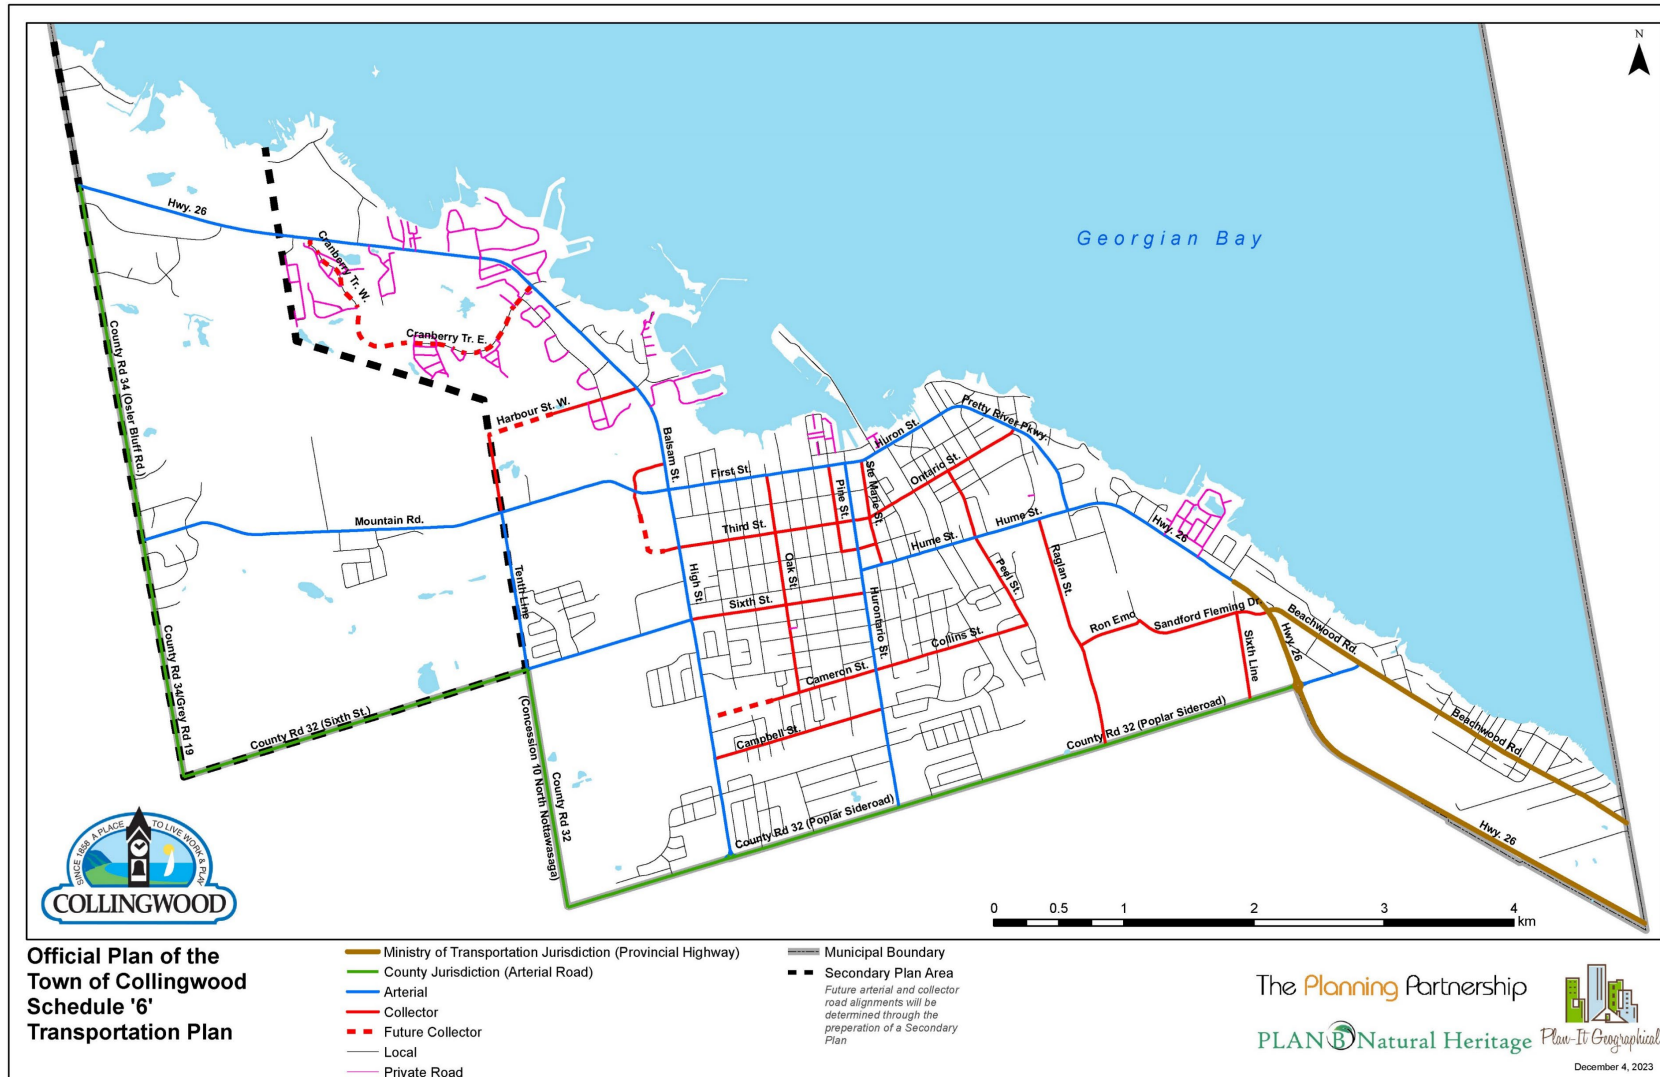 N
Georgian Bay
Hwy. 26
Cranberry Tr. W.
Cranberry Tr. E.
County Rd 34 (Osler Bluff Rd.)
Harbour St. W.
Balsam St.
First St.
Huron St.
Pretty River Pkwy.
Ste Marie St.
Ontario St.
Pine St.
Mountain Rd.
Third St.
Hume St.
Hume St.
Hwy. 26
Tenth Line
High St.
Oak St.
Peel St.
Raglan St.
Sixth St.
Hurontario St.
Collins St.
Ron Emo
Sandford Fleming Dr.
Beachwood Rd.
Sixth Line
Hwy. 26
County Rd 34/Grey Rd 19
County Rd 32 (Sixth St.)
Cameron St.
Campbell St.
County Rd 32 (Poplar Sideroad)
Beachwood Rd.
(Concession 10 North Nottawasaga)
County Rd 32
County Rd 32 (Poplar Sideroad)
Hwy. 26
SINCE 1858 A PLACE TO LIVE WORK & PLAY
COLLINGWOOD
0 0.5 1 2 3 4
km
Official Plan of the
Town of Collingwood
Schedule '6'
Transportation Plan
Ministry of Transportation Jurisdiction (Provincial Highway)
County Jurisdiction (Arterial Road)
Arterial
Collector
Future Collector
Local
Private Road
Municipal Boundary
Secondary Plan Area
Future arterial and collector
road alignments will be
determined through the
preperation of a Secondary
Plan
The Planning Partnership
PLAN B Natural Heritage
Plan-It Geographical
December 4, 2023